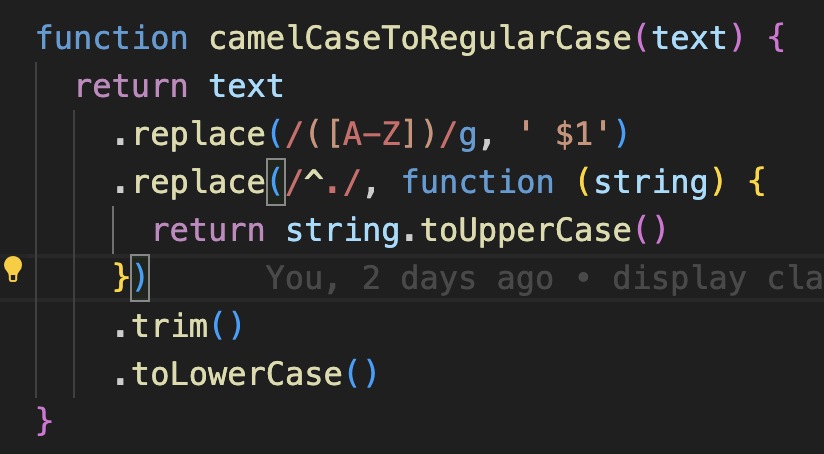 function camelCaseToRegularCase(text) {
  return text
    .replace(/([A-Z])/g, ' $1')
    .replace(/^./, function (string) {
      return string.toUpperCase()
    })      You, 2 days ago • display
    .trim()
    .toLowerCase()
}